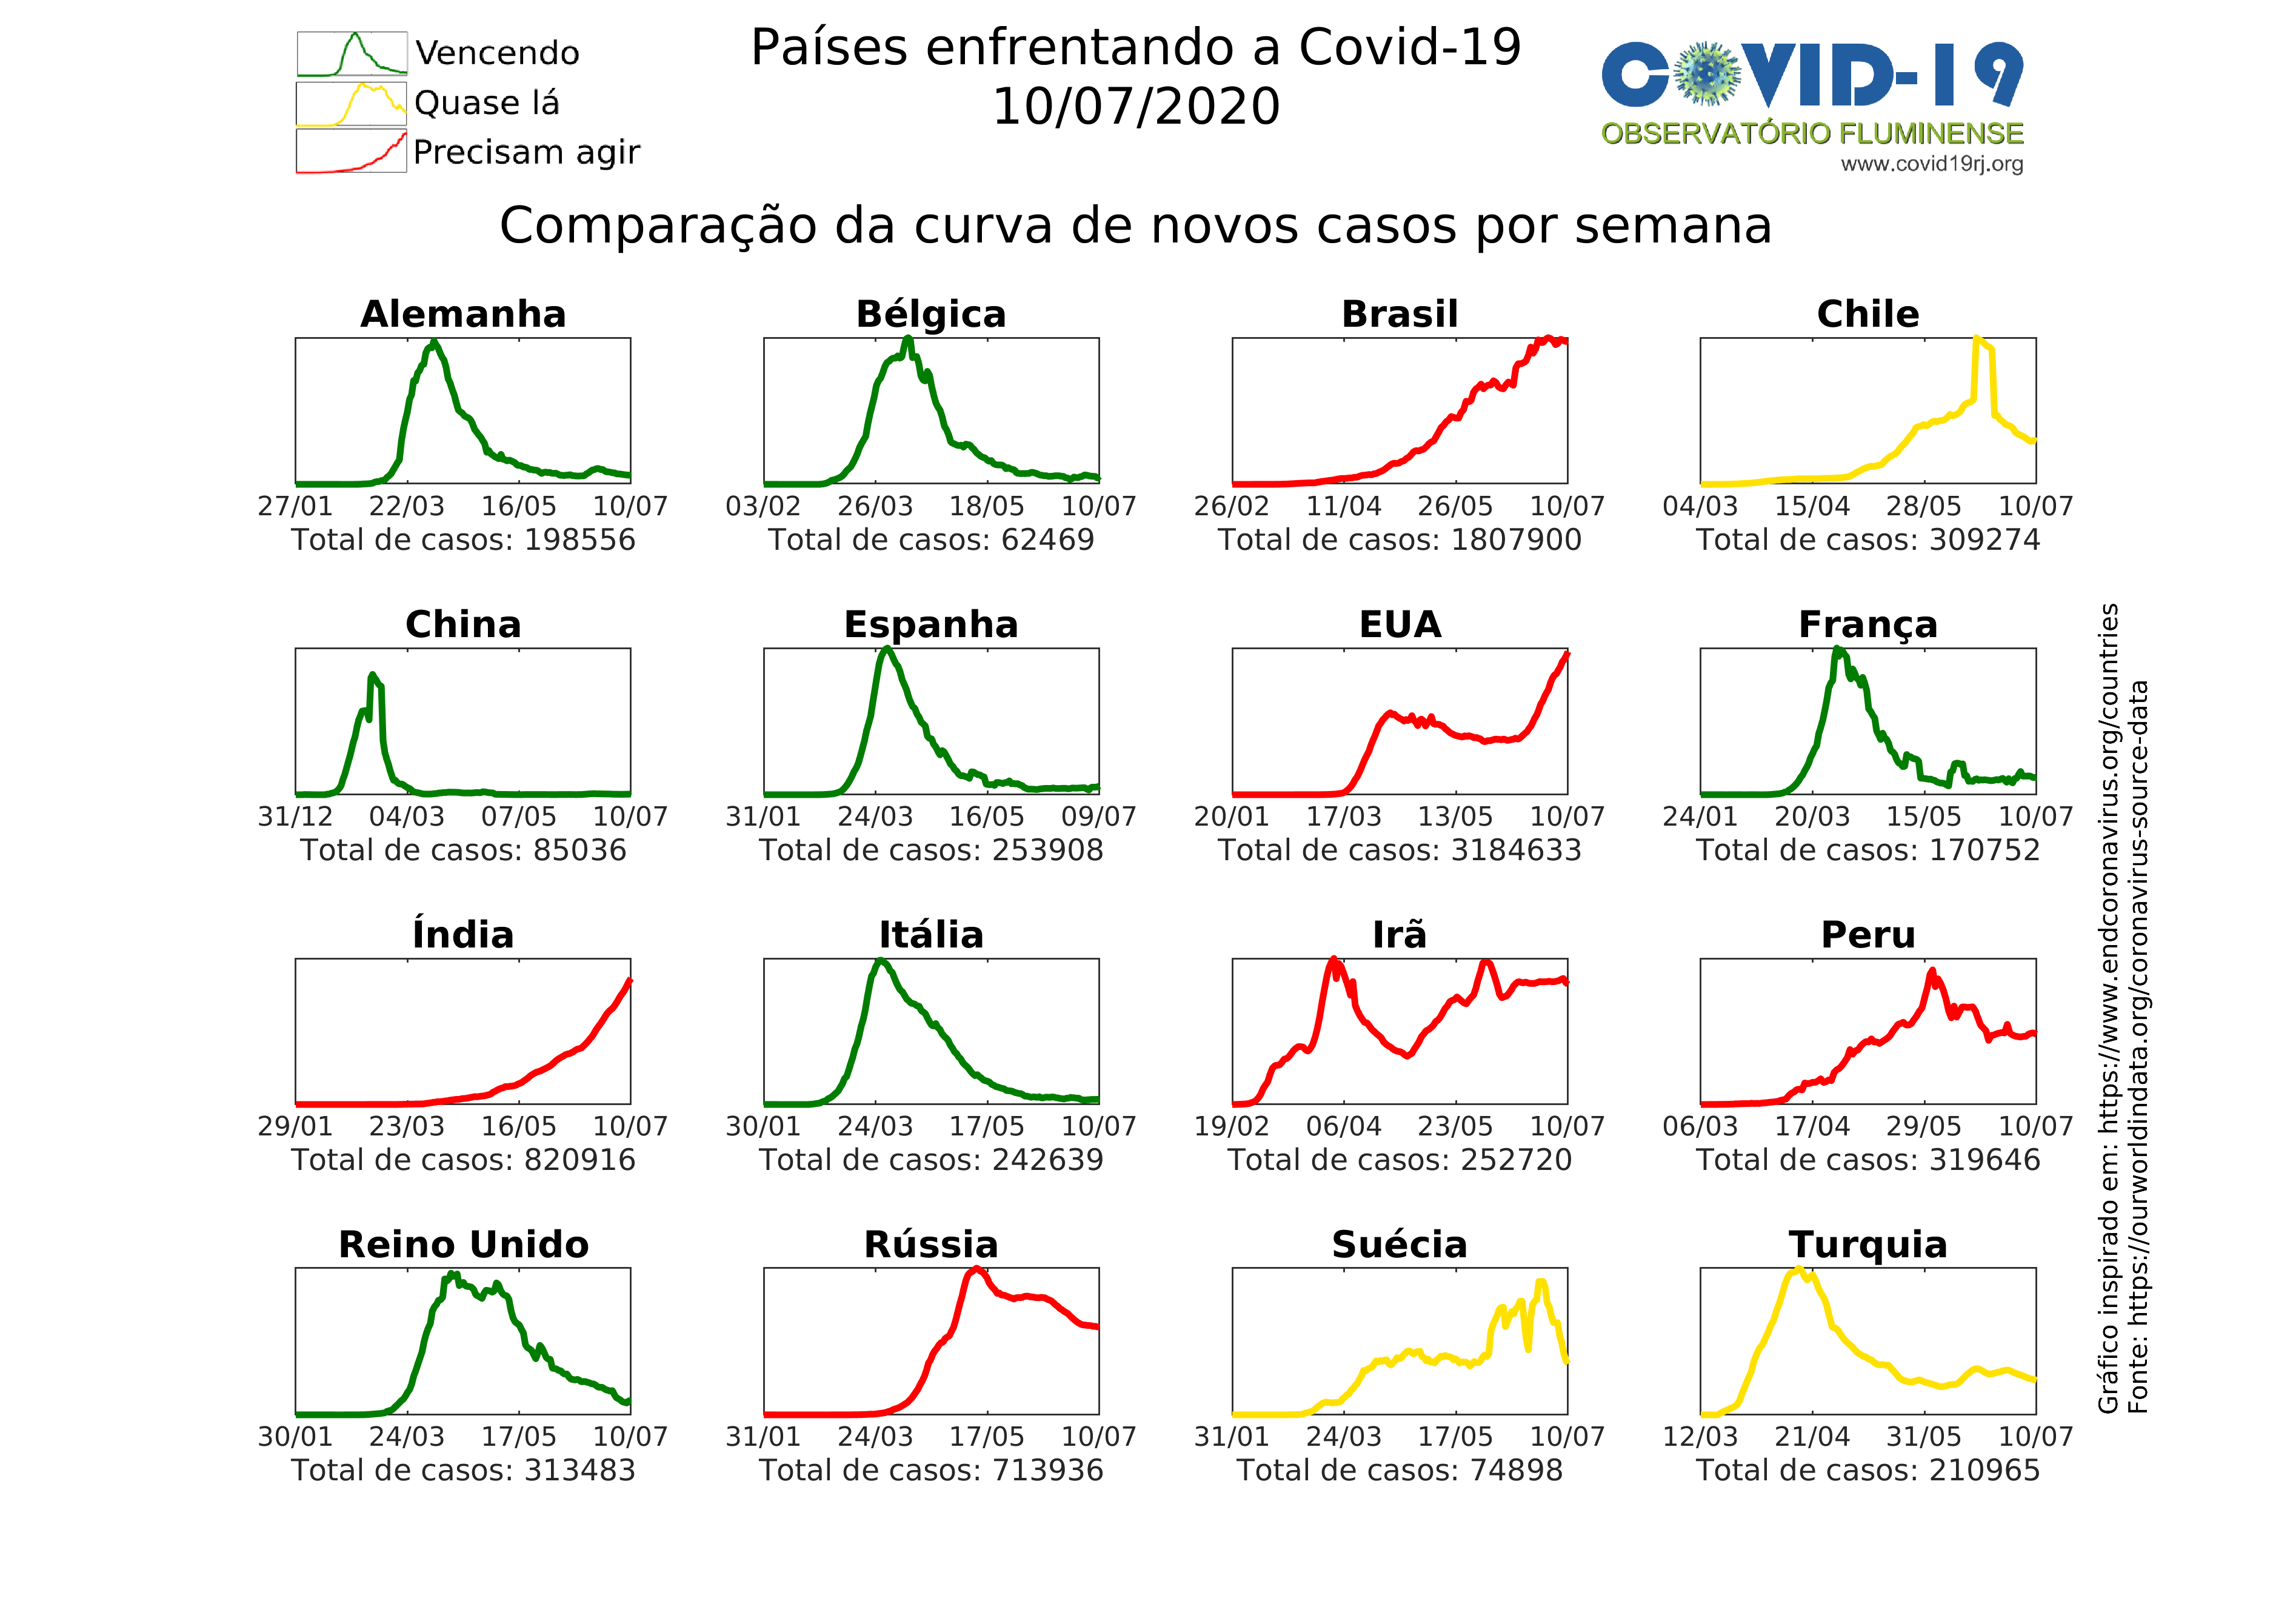 Vencendo
Quase lá
Precisam agir
Países enfrentando a Covid-19
10/07/2020
COVID-19
OBSERVATÓRIO FLUMINENSE
www.covid19rj.org
Comparação da curva de novos casos por semana
Alemanha
27/01 22/03 16/05 10/07
Total de casos: 198556
Bélgica
03/02 26/03 18/05 10/07
Total de casos: 62469
Brasil
26/02 11/04 26/05 10/07
Total de casos: 1807900
Chile
04/03 15/04 28/05 10/07
Total de casos: 309274
China
31/12 04/03 07/05 10/07
Total de casos: 85036
Espanha
31/01 24/03 16/05 09/07
Total de casos: 253908
EUA
20/01 17/03 13/05 10/07
Total de casos: 3184633
França
24/01 20/03 15/05 10/07
Total de casos: 170752
Índia
29/01 23/03 16/05 10/07
Total de casos: 820916
Itália
30/01 24/03 17/05 10/07
Total de casos: 242639
Irã
19/02 06/04 23/05 10/07
Total de casos: 252720
Peru
06/03 17/04 29/05 10/07
Total de casos: 319646
Reino Unido
30/01 24/03 17/05 10/07
Total de casos: 313483
Rússia
31/01 24/03 17/05 10/07
Total de casos: 713936
Suécia
31/01 24/03 17/05 10/07
Total de casos: 74898
Turquia
12/03 21/04 31/05 10/07
Total de casos: 210965
Gráfico inspirado em: https://www.endcoronavirus.org/countries
Fonte: https://ourworldindata.org/coronavirus-source-data